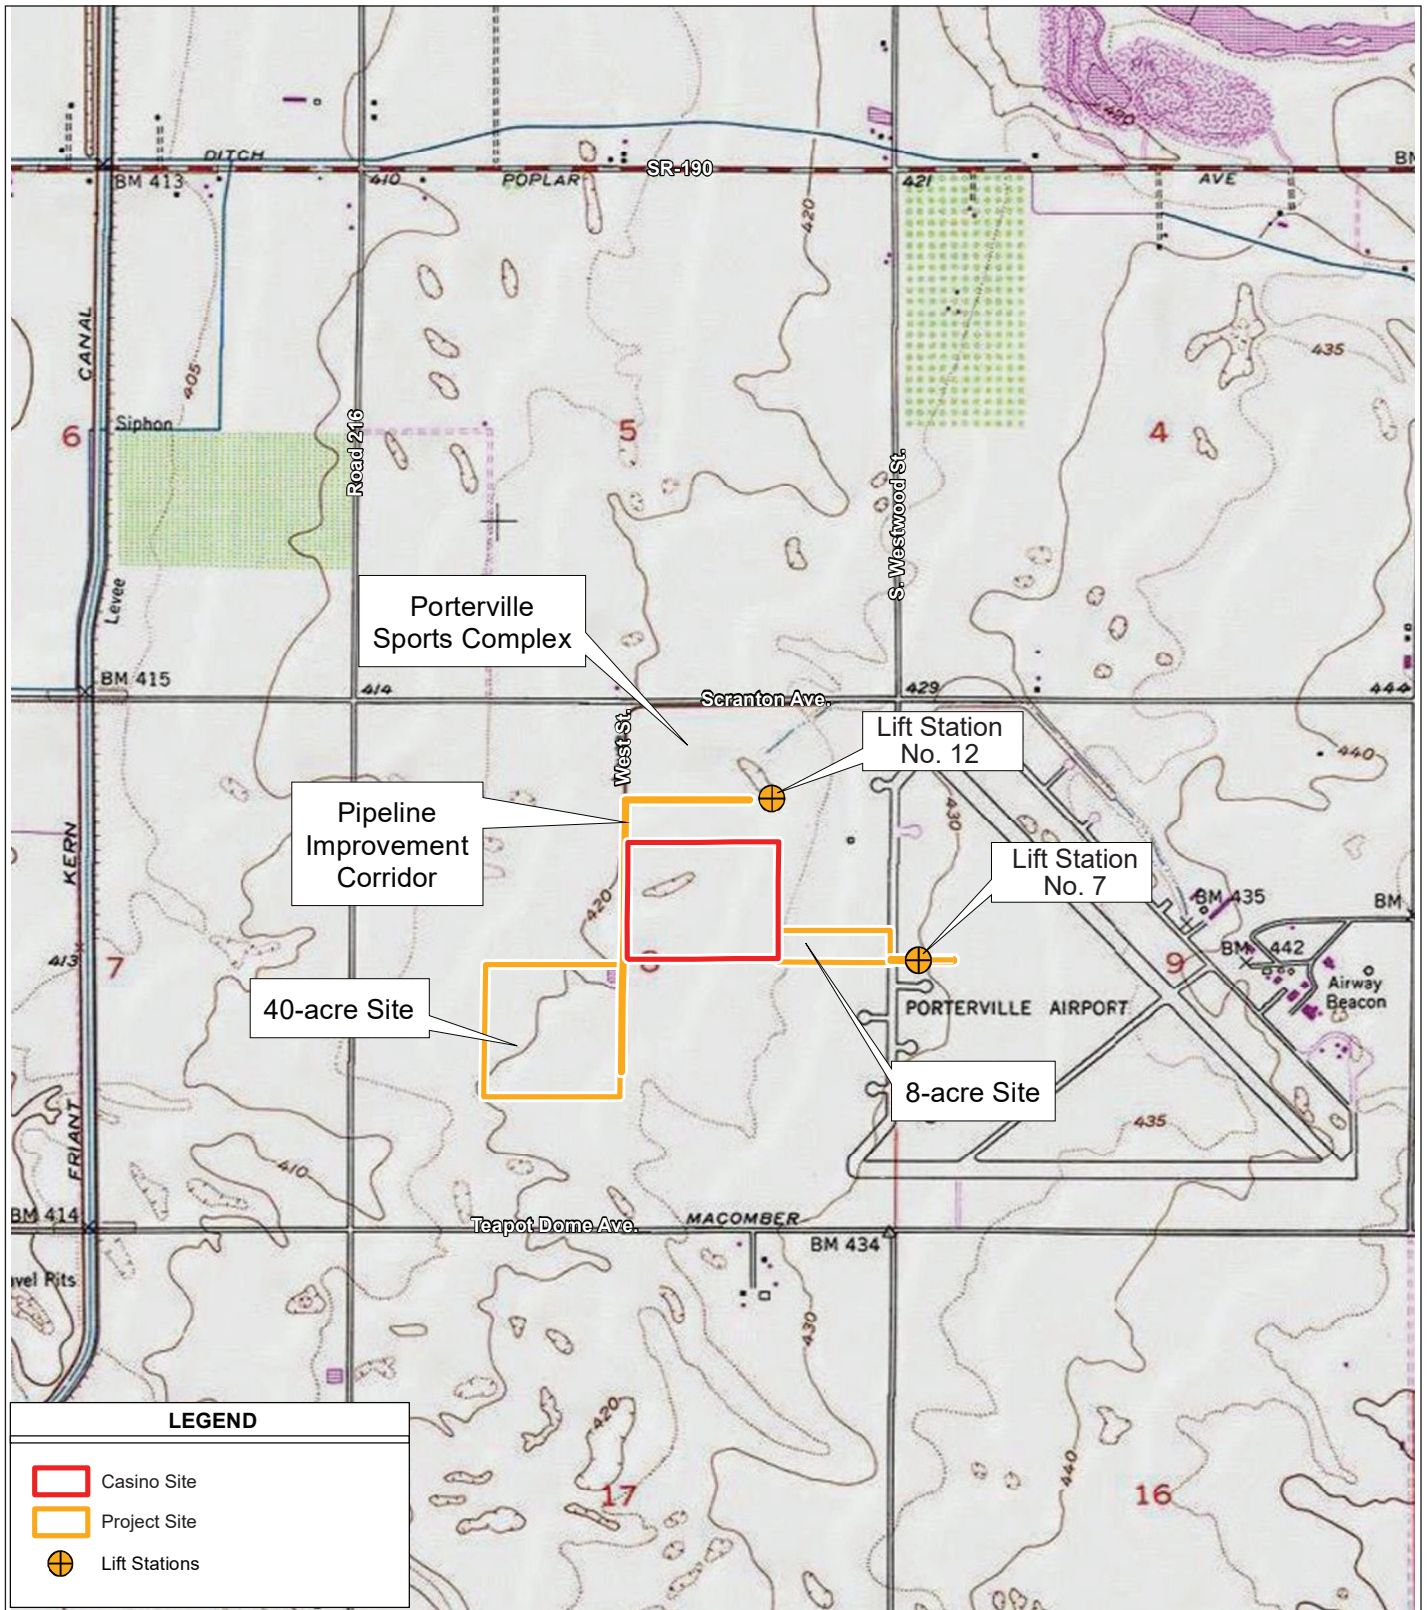 420
DITCH
SR-190
BM 413
410
POPLAR
421
AVE
420
CANAL
405
435
Siphon
6
Road 216
5
4
S. Westwood St.
Levee
Porterville
Sports Complex
BM 415
414
Scranton Ave.
429
444
West St.
Lift Station
No. 12
440
Pipeline
Improvement
Corridor
430
Lift Station
No. 7
KERN
420
BM 435
BM
BM 442
413
7
9
Airway
Beacon
40-acre Site
PORTERVILLE AIRPORT
8-acre Site
435
FRIANT
410
BM 414
Teapot Dome Ave.
MACOMBER
BM 434
430
LEGEND
Casino Site
Project Site
Lift Stations
420
17
440
16